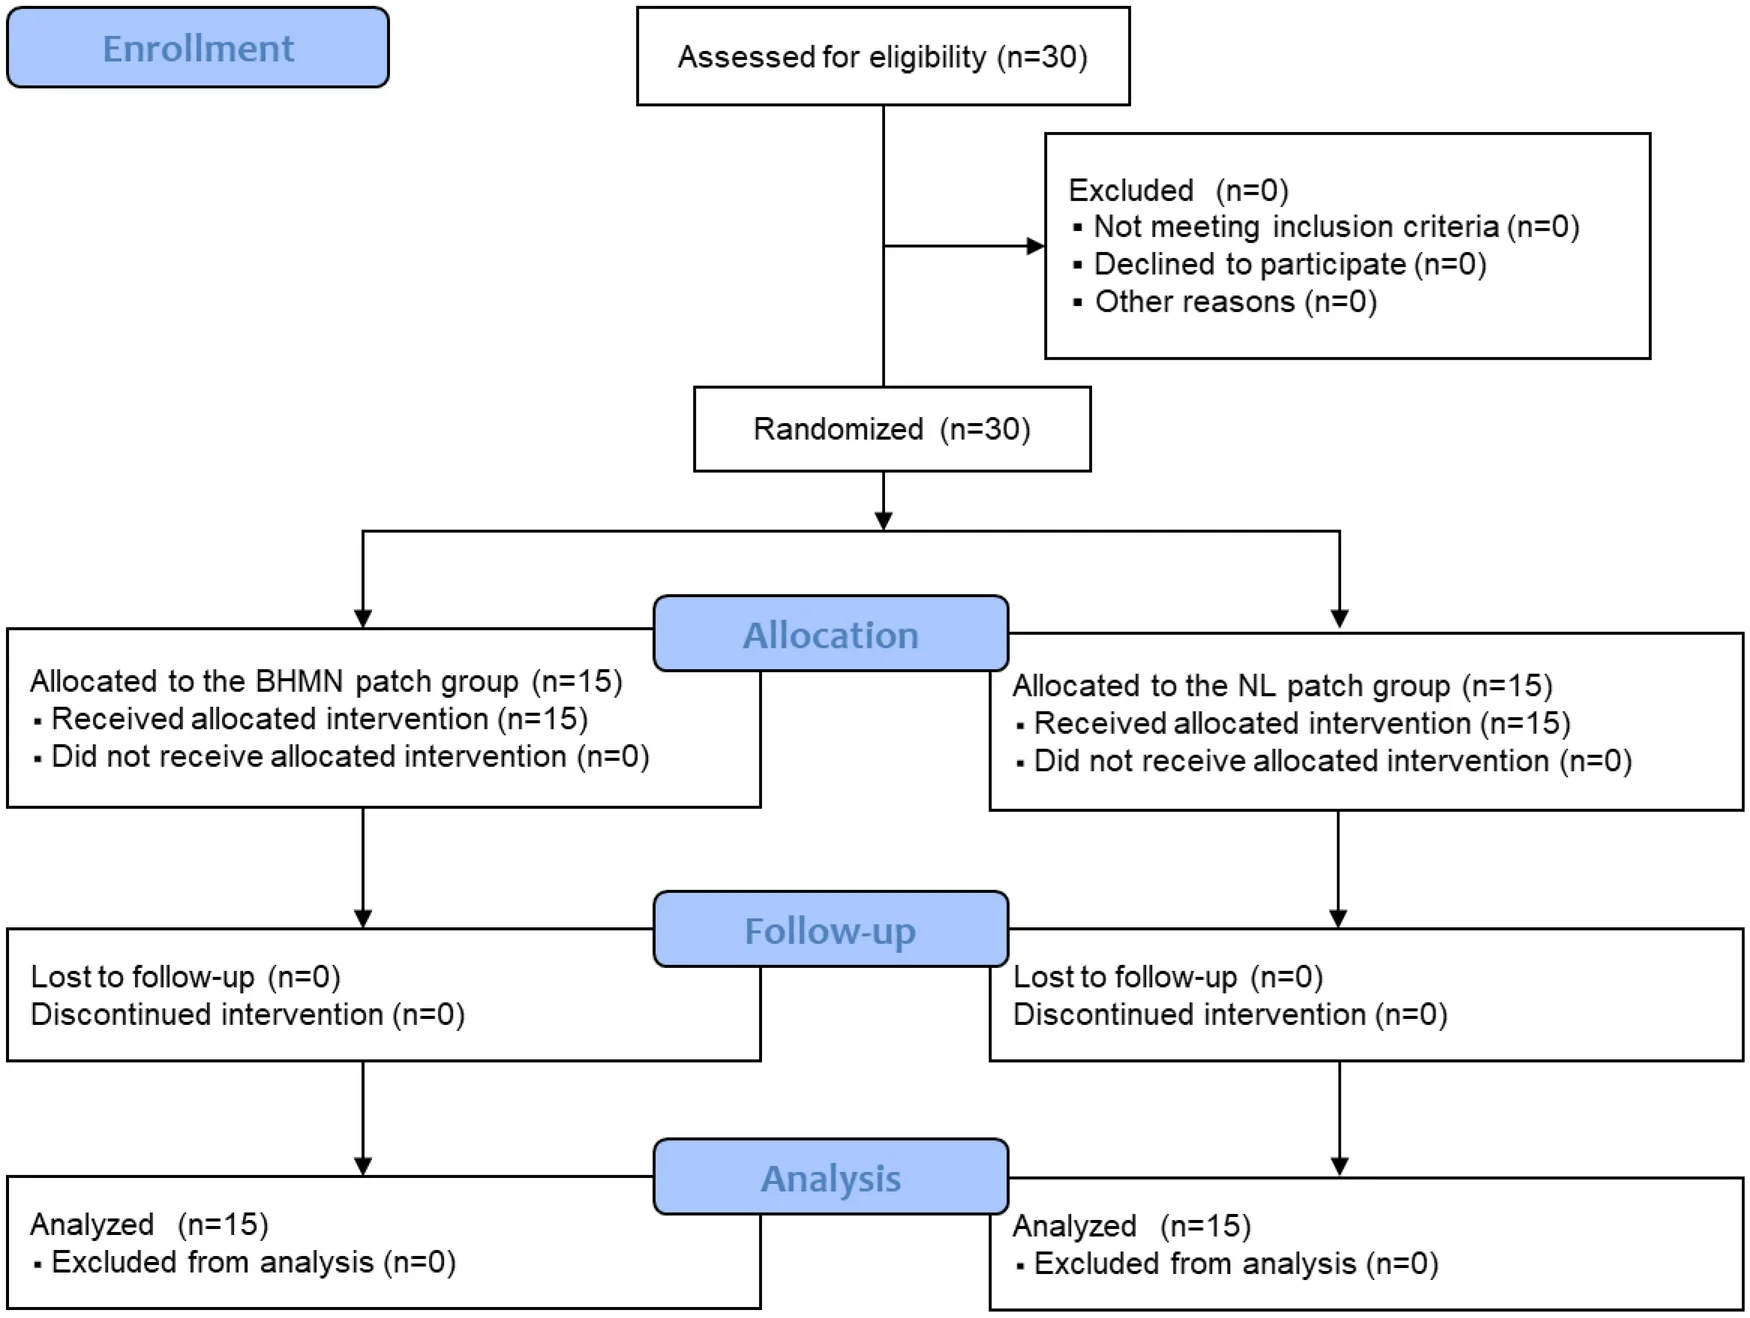 Enrollment
Assessed for eligibility (n=30)
Excluded (n=0)
▪ Not meeting inclusion criteria (n=0)
▪ Declined to participate (n=0)
▪ Other reasons (n=0)
Randomized (n=30)
Allocation
Allocated to the BHMN patch group (n=15)
▪ Received allocated intervention (n=15)
▪ Did not receive allocated intervention (n=0)
Allocated to the NL patch group (n=15)
▪ Received allocated intervention (n=15)
▪ Did not receive allocated intervention (n=0)
Follow-up
Lost to follow-up (n=0)
Discontinued intervention (n=0)
Lost to follow-up (n=0)
Discontinued intervention (n=0)
Analysis
Analyzed (n=15)
▪ Excluded from analysis (n=0)
Analyzed (n=15)
▪ Excluded from analysis (n=0)